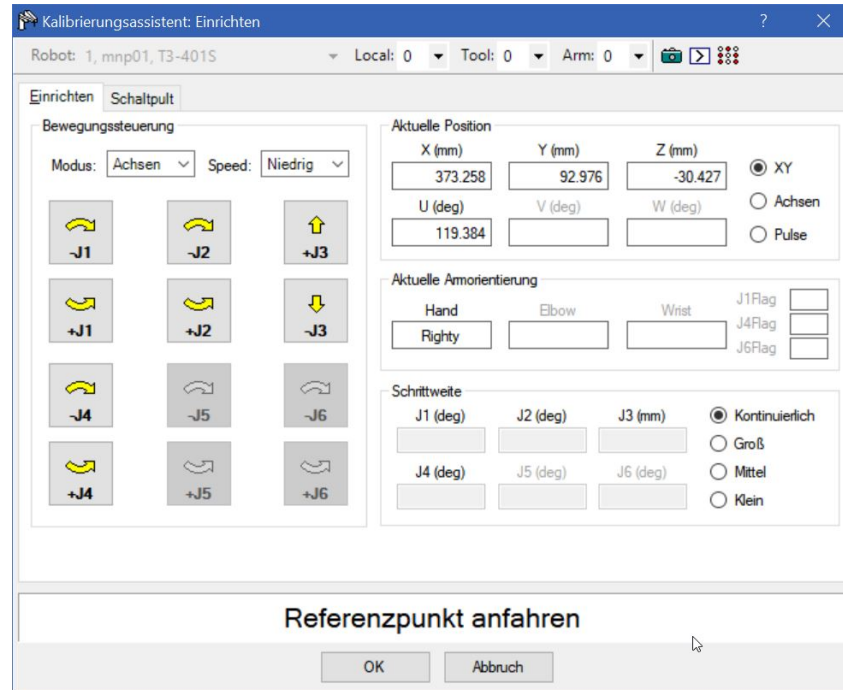 Kalibrierungsassistent: Einrichten
Robot: 1, mnp01, T3-401S Local: 0 Tool: 0 Arm: 0
Einrichten Schaltpult
Bewegungssteuerung
Modus: Achsen Speed: Niedrig
-J1 -J2 +J3
+J1 +J2 -J3
-J4 -J5 -J6
+J4 +J5 +J6
Aktuelle Position
X (mm) Y (mm) Z (mm)
373.258 92.976 -30.427
U (deg) V (deg) W (deg)
119.384
XY
Achsen
Pulse
Aktuelle Armorientierung
Hand Elbow Wrist
Righty
J1Flag
J4Flag
J6Flag
Schrittweite
J1 (deg) J2 (deg) J3 (mm)
J4 (deg) J5 (deg) J6 (deg)
Kontinuierlich
Groß
Mittel
Klein
Referenzpunkt anfahren
OK Abbruch